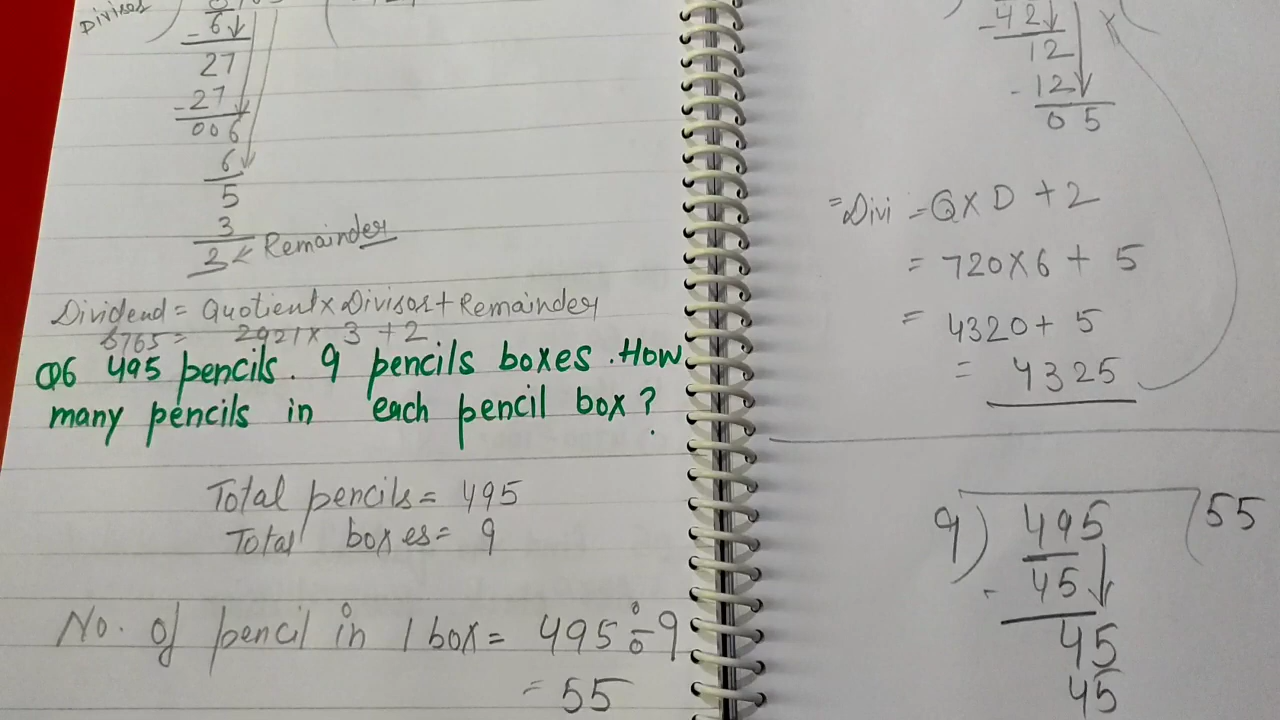 Divisor
- 6
27
- 27
006
6
5
3
2 < Remainder
Dividend = Quotient x Divisor + Remainder
8765 = 2921 x 3 + 2
Q6 495 pencils. 9 pencils boxes. How
many pencils in each pencil box?
Total pencils = 495
Total boxes = 9
No. of pencil in 1 box = 495 ÷ 9
= 55
- 42
12
- 12
05
= Divi = Q x D + 2
= 720 x 6 + 5
= 4320 + 5
= 4325
9) 495 (55
- 45
45
45